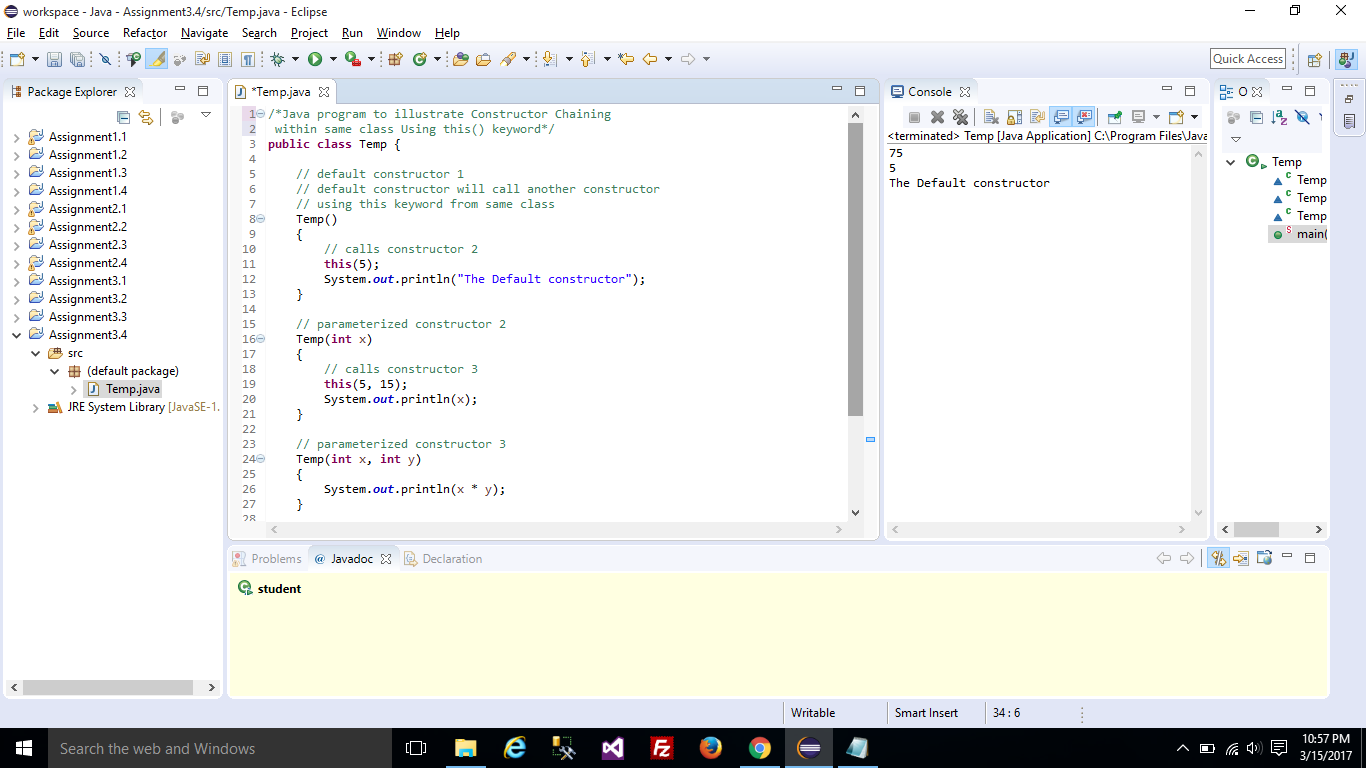 workspace - Java - Assignment3.4/src/Temp.java - Eclipse
File Edit Source Refactor Navigate Search Project Run Window Help
Quick Access
Package Explorer
Assignment1.1
Assignment1.2
Assignment1.3
Assignment1.4
Assignment2.1
Assignment2.2
Assignment2.3
Assignment2.4
Assignment3.1
Assignment3.2
Assignment3.3
Assignment3.4
src
(default package)
Temp.java
JRE System Library [JavaSE-1.
*Temp.java
1 /*Java program to illustrate Constructor Chaining
2 within same class Using this() keyword*/
3 public class Temp {
4
5 // default constructor 1
6 // default constructor will call another constructor
7 // using this keyword from same class
8 Temp()
9 {
10 // calls constructor 2
11 this(5);
12 System.out.println("The Default constructor");
13 }
14
15 // parameterized constructor 2
16 Temp(int x)
17 {
18 // calls constructor 3
19 this(5, 15);
20 System.out.println(x);
21 }
22
23 // parameterized constructor 3
24 Temp(int x, int y)
25 {
26 System.out.println(x * y);
27 }
28
Console
<terminated> Temp [Java Application] C:\Program Files\Java
75
5
The Default constructor
O
Temp
Temp
Temp
Temp
main(
Problems @ Javadoc Declaration
student
Writable Smart Insert 34 : 6
Search the web and Windows
10:57 PM
3/15/2017